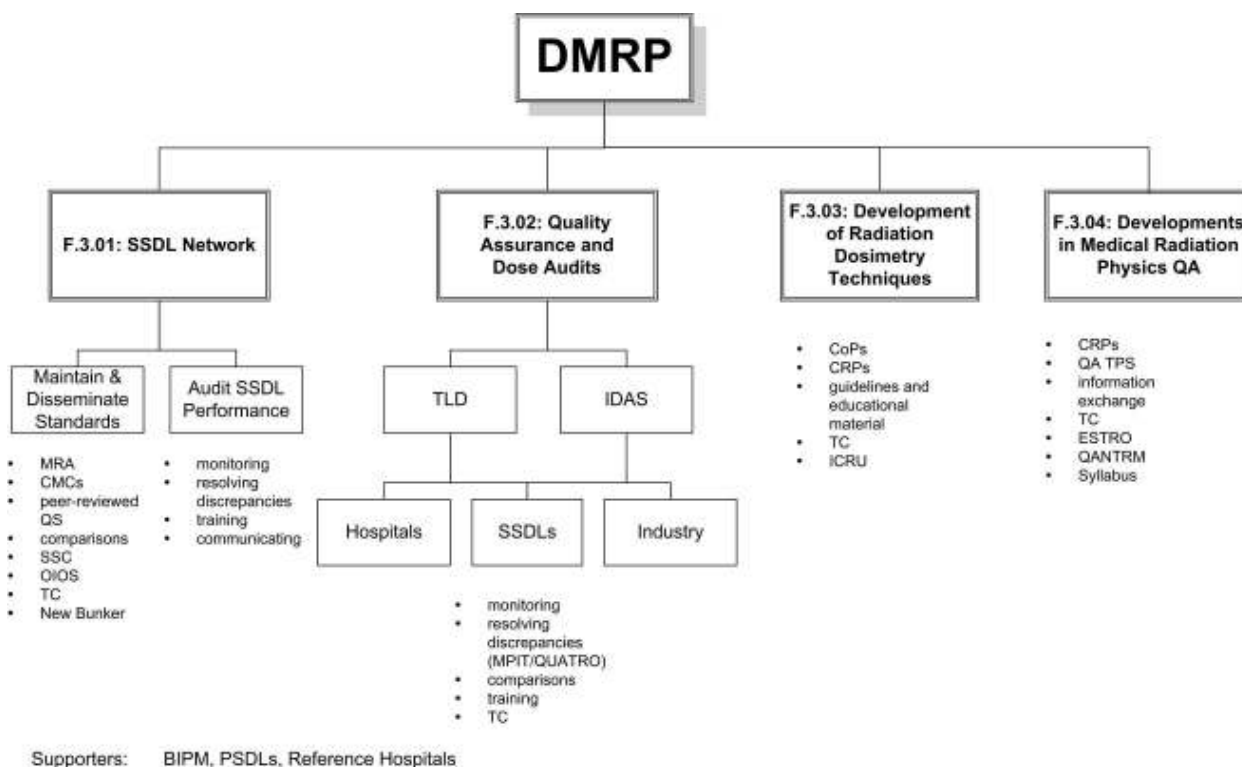 DMRP
F.3.01: SSDL Network
F.3.02: Quality
Assurance and
Dose Audits
F.3.03: Development
of Radiation
Dosimetry
Techniques
F.3.04: Developments
in Medical Radiation
Physics QA
Maintain &
Disseminate
Standards
Audit SSDL
Performance
TLD
IDAS
Hospitals
SSDLs
Industry
• MRA
• CMCs
• peer-reviewed
QS
• comparisons
• SSC
• OIOS
• TC
• New Bunker
• monitoring
• resolving
discrepancies
• training
• communicating
• monitoring
• resolving
discrepancies
(MPIT/QUATRO)
• comparisons
• training
• TC
• CoPs
• CRPs
• guidelines and
educational
material
• TC
• ICRU
• CRPs
• QA TPS
• information
exchange
• TC
• ESTRO
• QANTRM
• Syllabus
Supporters: BIPM, PSDLs, Reference Hospitals